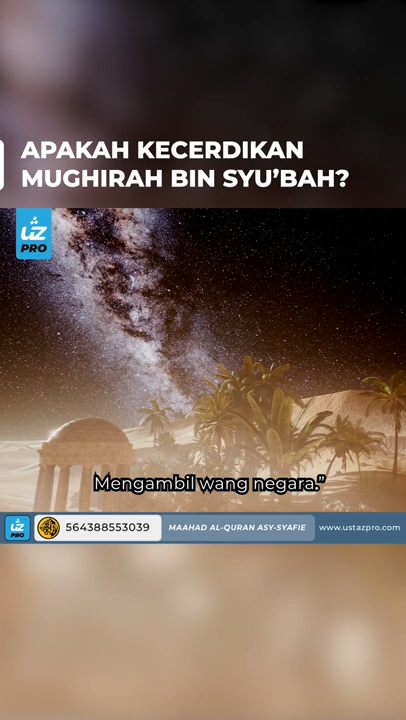 APAKAH KECERDIKAN
MUGHIRAH BIN SYU'BAH?
UZ
PRO
Mengambil wang negara."
UZ
PRO
564388553039
MAAHAD AL-QURAN ASY-SYAFIE
www.ustazpro.com